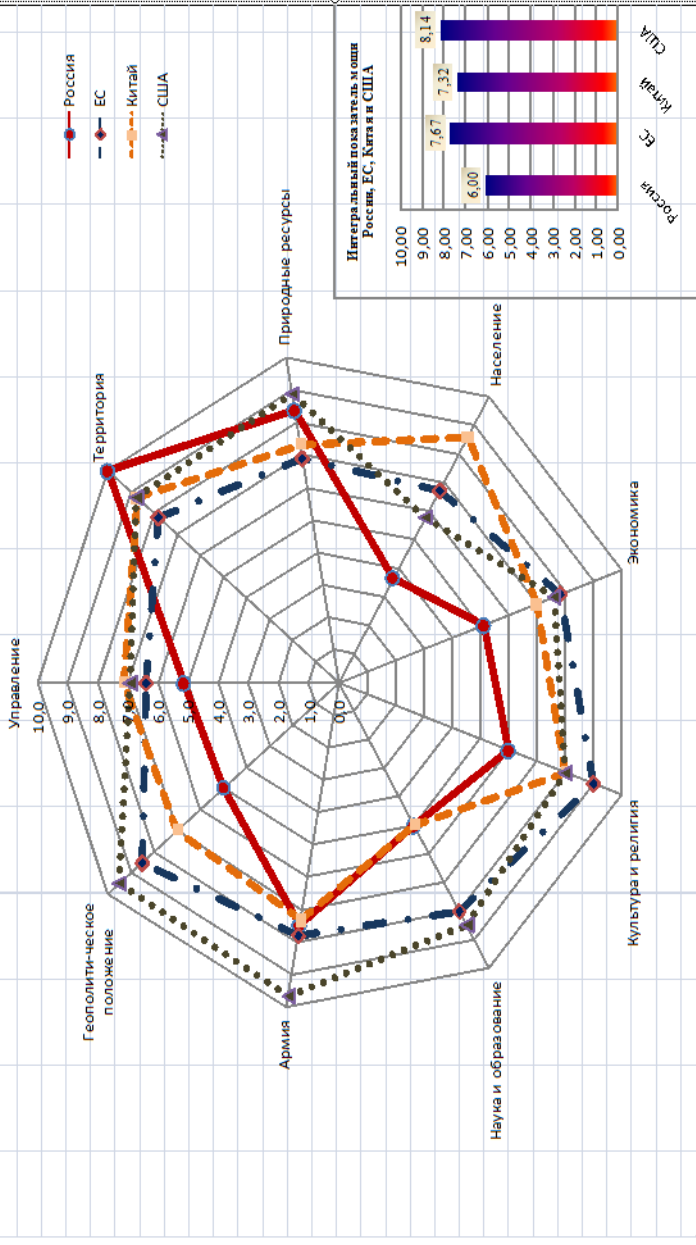 Россия
ЕС
Китай
США
Управление
Территория
Природные ресурсы
Население
Экономика
Культура и религия
Наука и образование
Армия
Геополити-ческое
положение
10,0
9,0
8,0
7,0
6,0
5,0
4,0
3,0
2,0
1,0
0,0
Интегральный показатель мощи
России, ЕС, Китая и США
10,00
9,00
8,00
7,00
6,00
5,00
4,00
3,00
2,00
1,00
0,00
6,00
7,67
7,32
8,14
Россия
ЕС
Китай
США